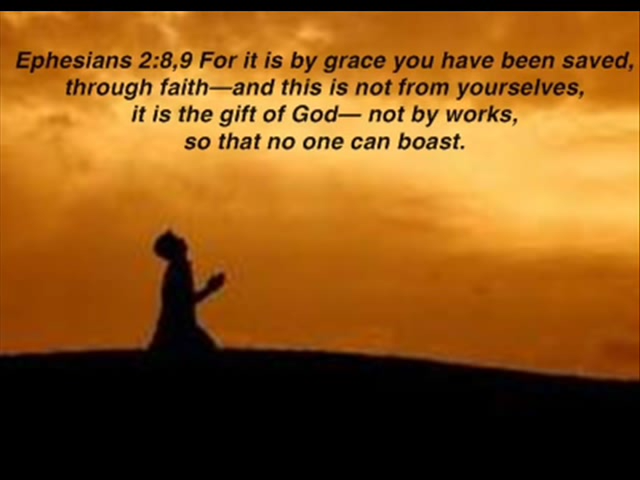 Ephesians 2:8,9 For it is by grace you have been saved,
through faith—and this is not from yourselves,
it is the gift of God— not by works,
so that no one can boast.